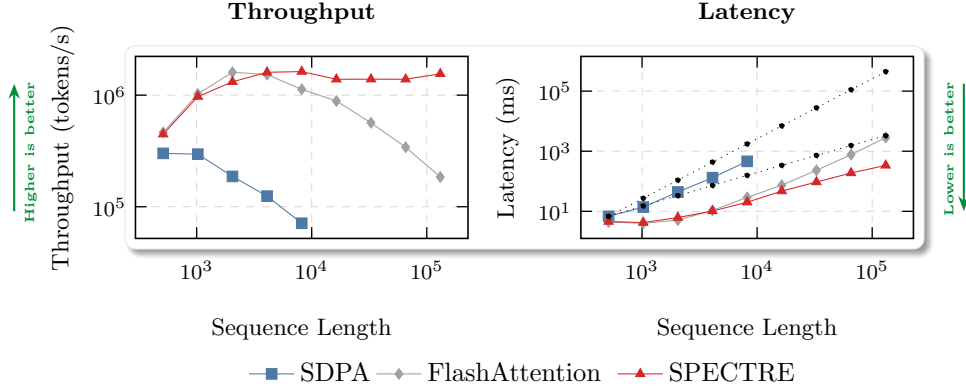 Throughput
Latency
Higher is better
Throughput (tokens/s)
10^6
10^5
10^3
10^4
10^5
Sequence Length
Latency (ms)
10^5
10^3
10^1
10^3
10^4
10^5
Sequence Length
Lower is better
SDPA
FlashAttention
SPECTRE